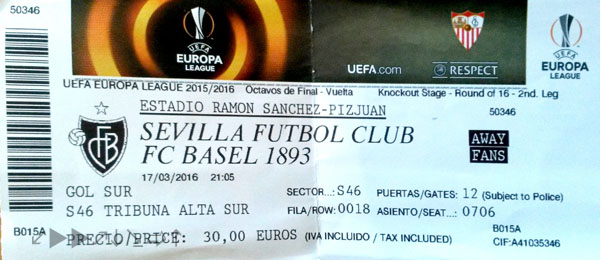 50346
UEFA
EUROPA
LEAGUE
UEFA.com
RESPECT
UEFA
EUROPA
LEAGUE
UEFA EUROPA LEAGUE 2015/2016 Octavos de Final - Vuelta Knockout Stage - Round of 16 - 2nd. Leg
ESTADIO RAMON SANCHEZ-PIZJUAN 50346
SEVILLA FUTBOL CLUB
FC BASEL 1893
AWAY
FANS
FCB
17/03/2016 21:05
GOL SUR SECTOR...: S46 PUERTAS/GATES: 12 (Subject to Police)
S46 TRIBUNA ALTA SUR FILA/ROW: 0018 ASIENTO/SEAT...: 0706
B015A B015A
PRECIO/PRICE: 30,00 EUROS (IVA INCLUIDO / TAX INCLUDED) CIF:A41035346